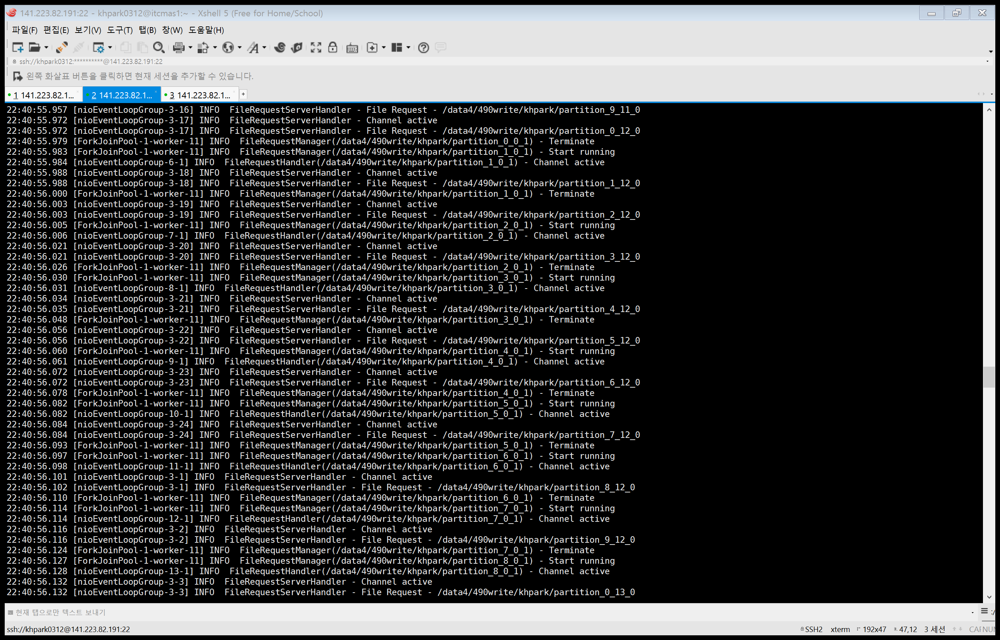 141.223.82.191:22 - khpark0312@itcmas1:~ - Xshell 5 (Free for Home/School)
파일(F) 편집(E) 보기(V) 도구(T) 탭(B) 창(W) 도움말(H)
ssh://khpark0312:**********@141.223.82.191:22
왼쪽 화살표 버튼을 클릭하면 현재 세션을 추가할 수 있습니다.
1 141.223.82.1... 2 141.223.82.1... 3 141.223.82.1... +
22:40:55.957 [nioEventLoopGroup-3-16] INFO  FileRequestServerHandler - File Request - /data4/490write/khpark/partition_9_11_0
22:40:55.972 [nioEventLoopGroup-3-17] INFO  FileRequestServerHandler - Channel active
22:40:55.972 [nioEventLoopGroup-3-17] INFO  FileRequestServerHandler - File Request - /data4/490write/khpark/partition_0_12_0
22:40:55.979 [ForkJoinPool-1-worker-11] INFO  FileRequestManager(/data4/490write/khpark/partition_0_0_1) - Terminate
22:40:55.983 [ForkJoinPool-1-worker-11] INFO  FileRequestManager(/data4/490write/khpark/partition_1_0_1) - Start running
22:40:55.984 [nioEventLoopGroup-6-1] INFO  FileRequestHandler(/data4/490write/khpark/partition_1_0_1) - Channel active
22:40:55.988 [nioEventLoopGroup-3-18] INFO  FileRequestServerHandler - Channel active
22:40:55.988 [nioEventLoopGroup-3-18] INFO  FileRequestServerHandler - File Request - /data4/490write/khpark/partition_1_12_0
22:40:56.000 [ForkJoinPool-1-worker-11] INFO  FileRequestManager(/data4/490write/khpark/partition_1_0_1) - Terminate
22:40:56.003 [nioEventLoopGroup-3-19] INFO  FileRequestServerHandler - Channel active
22:40:56.003 [nioEventLoopGroup-3-19] INFO  FileRequestServerHandler - File Request - /data4/490write/khpark/partition_2_12_0
22:40:56.005 [ForkJoinPool-1-worker-11] INFO  FileRequestManager(/data4/490write/khpark/partition_2_0_1) - Start running
22:40:56.006 [nioEventLoopGroup-7-1] INFO  FileRequestHandler(/data4/490write/khpark/partition_2_0_1) - Channel active
22:40:56.021 [nioEventLoopGroup-3-20] INFO  FileRequestServerHandler - Channel active
22:40:56.021 [nioEventLoopGroup-3-20] INFO  FileRequestServerHandler - File Request - /data4/490write/khpark/partition_3_12_0
22:40:56.026 [ForkJoinPool-1-worker-11] INFO  FileRequestManager(/data4/490write/khpark/partition_2_0_1) - Terminate
22:40:56.030 [ForkJoinPool-1-worker-11] INFO  FileRequestManager(/data4/490write/khpark/partition_3_0_1) - Start running
22:40:56.031 [nioEventLoopGroup-8-1] INFO  FileRequestHandler(/data4/490write/khpark/partition_3_0_1) - Channel active
22:40:56.034 [nioEventLoopGroup-3-21] INFO  FileRequestServerHandler - Channel active
22:40:56.035 [nioEventLoopGroup-3-21] INFO  FileRequestServerHandler - File Request - /data4/490write/khpark/partition_4_12_0
22:40:56.048 [ForkJoinPool-1-worker-11] INFO  FileRequestManager(/data4/490write/khpark/partition_3_0_1) - Terminate
22:40:56.056 [nioEventLoopGroup-3-22] INFO  FileRequestServerHandler - Channel active
22:40:56.056 [nioEventLoopGroup-3-22] INFO  FileRequestServerHandler - File Request - /data4/490write/khpark/partition_5_12_0
22:40:56.060 [ForkJoinPool-1-worker-11] INFO  FileRequestManager(/data4/490write/khpark/partition_4_0_1) - Start running
22:40:56.061 [nioEventLoopGroup-9-1] INFO  FileRequestHandler(/data4/490write/khpark/partition_4_0_1) - Channel active
22:40:56.072 [nioEventLoopGroup-3-23] INFO  FileRequestServerHandler - Channel active
22:40:56.072 [nioEventLoopGroup-3-23] INFO  FileRequestServerHandler - File Request - /data4/490write/khpark/partition_6_12_0
22:40:56.078 [ForkJoinPool-1-worker-11] INFO  FileRequestManager(/data4/490write/khpark/partition_4_0_1) - Terminate
22:40:56.082 [ForkJoinPool-1-worker-11] INFO  FileRequestManager(/data4/490write/khpark/partition_5_0_1) - Start running
22:40:56.082 [nioEventLoopGroup-10-1] INFO  FileRequestHandler(/data4/490write/khpark/partition_5_0_1) - Channel active
22:40:56.084 [nioEventLoopGroup-3-24] INFO  FileRequestServerHandler - Channel active
22:40:56.084 [nioEventLoopGroup-3-24] INFO  FileRequestServerHandler - File Request - /data4/490write/khpark/partition_7_12_0
22:40:56.093 [ForkJoinPool-1-worker-11] INFO  FileRequestManager(/data4/490write/khpark/partition_5_0_1) - Terminate
22:40:56.097 [ForkJoinPool-1-worker-11] INFO  FileRequestManager(/data4/490write/khpark/partition_6_0_1) - Start running
22:40:56.098 [nioEventLoopGroup-11-1] INFO  FileRequestHandler(/data4/490write/khpark/partition_6_0_1) - Channel active
22:40:56.101 [nioEventLoopGroup-3-1] INFO  FileRequestServerHandler - Channel active
22:40:56.102 [nioEventLoopGroup-3-1] INFO  FileRequestServerHandler - File Request - /data4/490write/khpark/partition_8_12_0
22:40:56.110 [ForkJoinPool-1-worker-11] INFO  FileRequestManager(/data4/490write/khpark/partition_6_0_1) - Terminate
22:40:56.114 [ForkJoinPool-1-worker-11] INFO  FileRequestManager(/data4/490write/khpark/partition_7_0_1) - Start running
22:40:56.114 [nioEventLoopGroup-12-1] INFO  FileRequestHandler(/data4/490write/khpark/partition_7_0_1) - Channel active
22:40:56.116 [nioEventLoopGroup-3-2] INFO  FileRequestServerHandler - Channel active
22:40:56.116 [nioEventLoopGroup-3-2] INFO  FileRequestServerHandler - File Request - /data4/490write/khpark/partition_9_12_0
22:40:56.124 [ForkJoinPool-1-worker-11] INFO  FileRequestManager(/data4/490write/khpark/partition_7_0_1) - Terminate
22:40:56.127 [ForkJoinPool-1-worker-11] INFO  FileRequestManager(/data4/490write/khpark/partition_8_0_1) - Start running
22:40:56.128 [nioEventLoopGroup-13-1] INFO  FileRequestHandler(/data4/490write/khpark/partition_8_0_1) - Channel active
22:40:56.132 [nioEventLoopGroup-3-3] INFO  FileRequestServerHandler - Channel active
22:40:56.132 [nioEventLoopGroup-3-3] INFO  FileRequestServerHandler - File Request - /data4/490write/khpark/partition_0_13_0
현재 탭으로만 텍스트 보내기
ssh://khpark0312@141.223.82.191:22 SSH2 xterm 192x47 47,12 3 세션